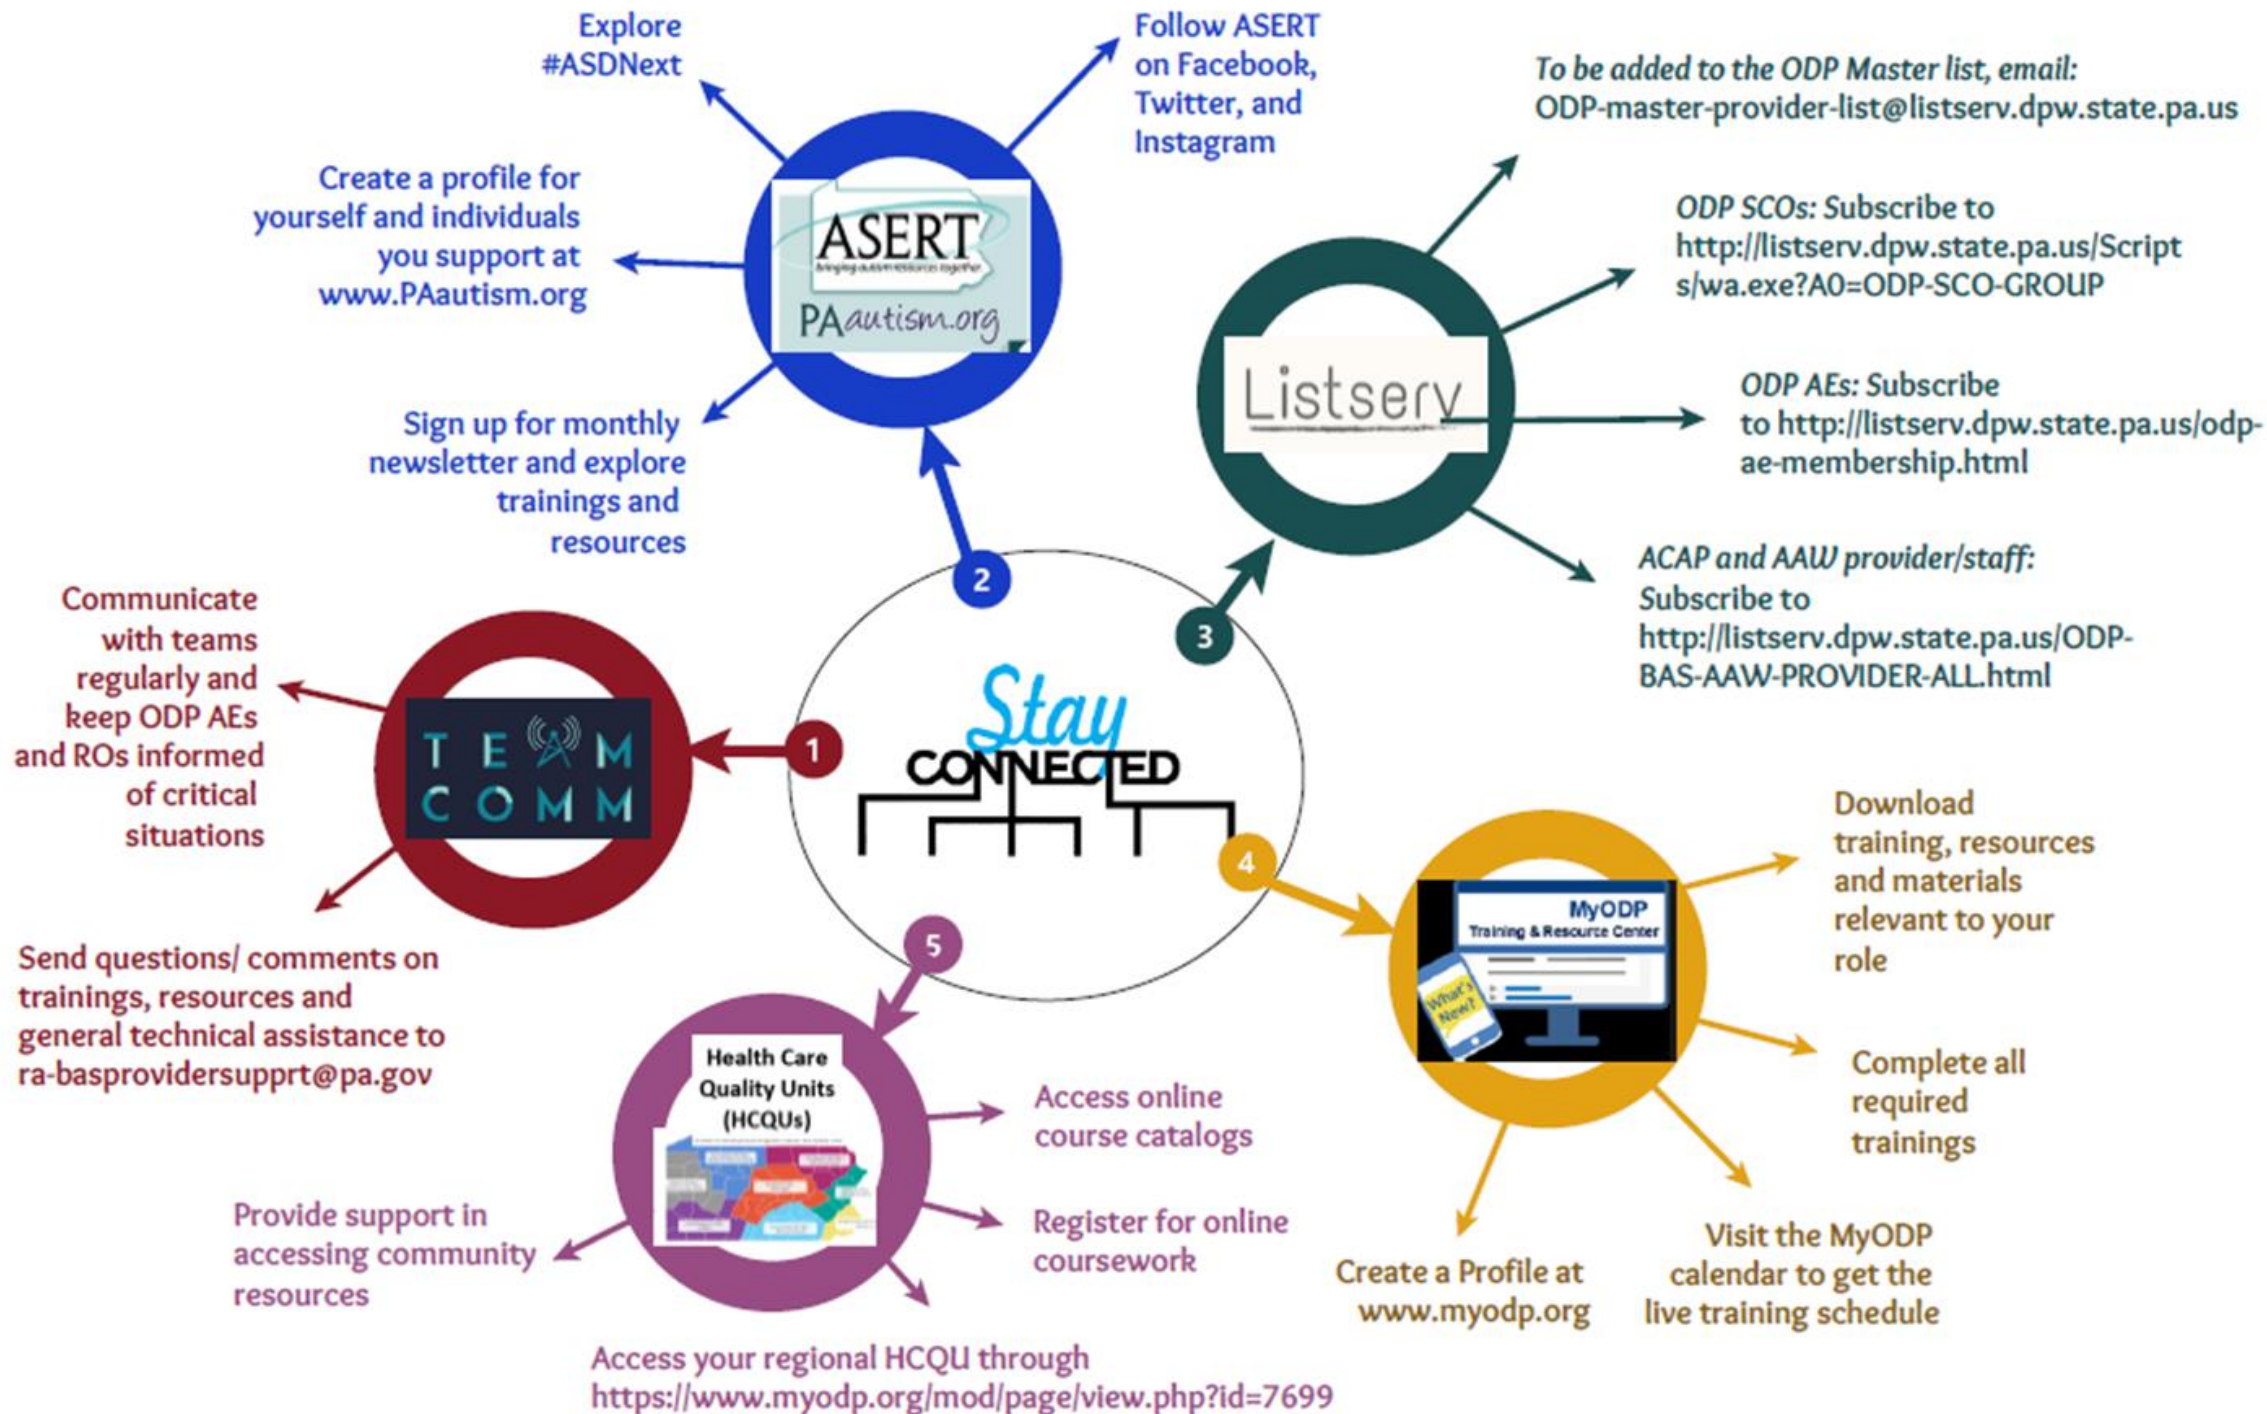 Explore
#ASDNext
Follow ASERT
on Facebook,
Twitter, and
Instagram
Create a profile for
yourself and individuals
you support at
www.PAautism.org
Sign up for monthly
newsletter and explore
trainings and
resources
ASERT
Bringing autism resources together
PAautism.org
2
To be added to the ODP Master list, email:
ODP-master-provider-list@listserv.dpw.state.pa.us
ODP SCOs: Subscribe to
http://listserv.dpw.state.pa.us/Script
s/wa.exe?A0=ODP-SCO-GROUP
ODP AEs: Subscribe
to http://listserv.dpw.state.pa.us/odp-
ae-membership.html
ACAP and AAW provider/staff:
Subscribe to
http://listserv.dpw.state.pa.us/ODP-
BAS-AAW-PROVIDER-ALL.html
Listserv
3
Communicate
with teams
regularly and
keep ODP AEs
and ROs informed
of critical
situations
Send questions/ comments on
trainings, resources and
general technical assistance to
ra-basprovidersupprt@pa.gov
TEAM
COMM
1
Stay
CONNECTED
4
MyODP
Training & Resource Center
What's
New?
Download
training, resources
and materials
relevant to your
role
Complete all
required
trainings
Visit the MyODP
calendar to get the
live training schedule
Create a Profile at
www.myodp.org
5
Health Care
Quality Units
(HCQUs)
Access online
course catalogs
Register for online
coursework
Provide support in
accessing community
resources
Access your regional HCQU through
https://www.myodp.org/mod/page/view.php?id=7699